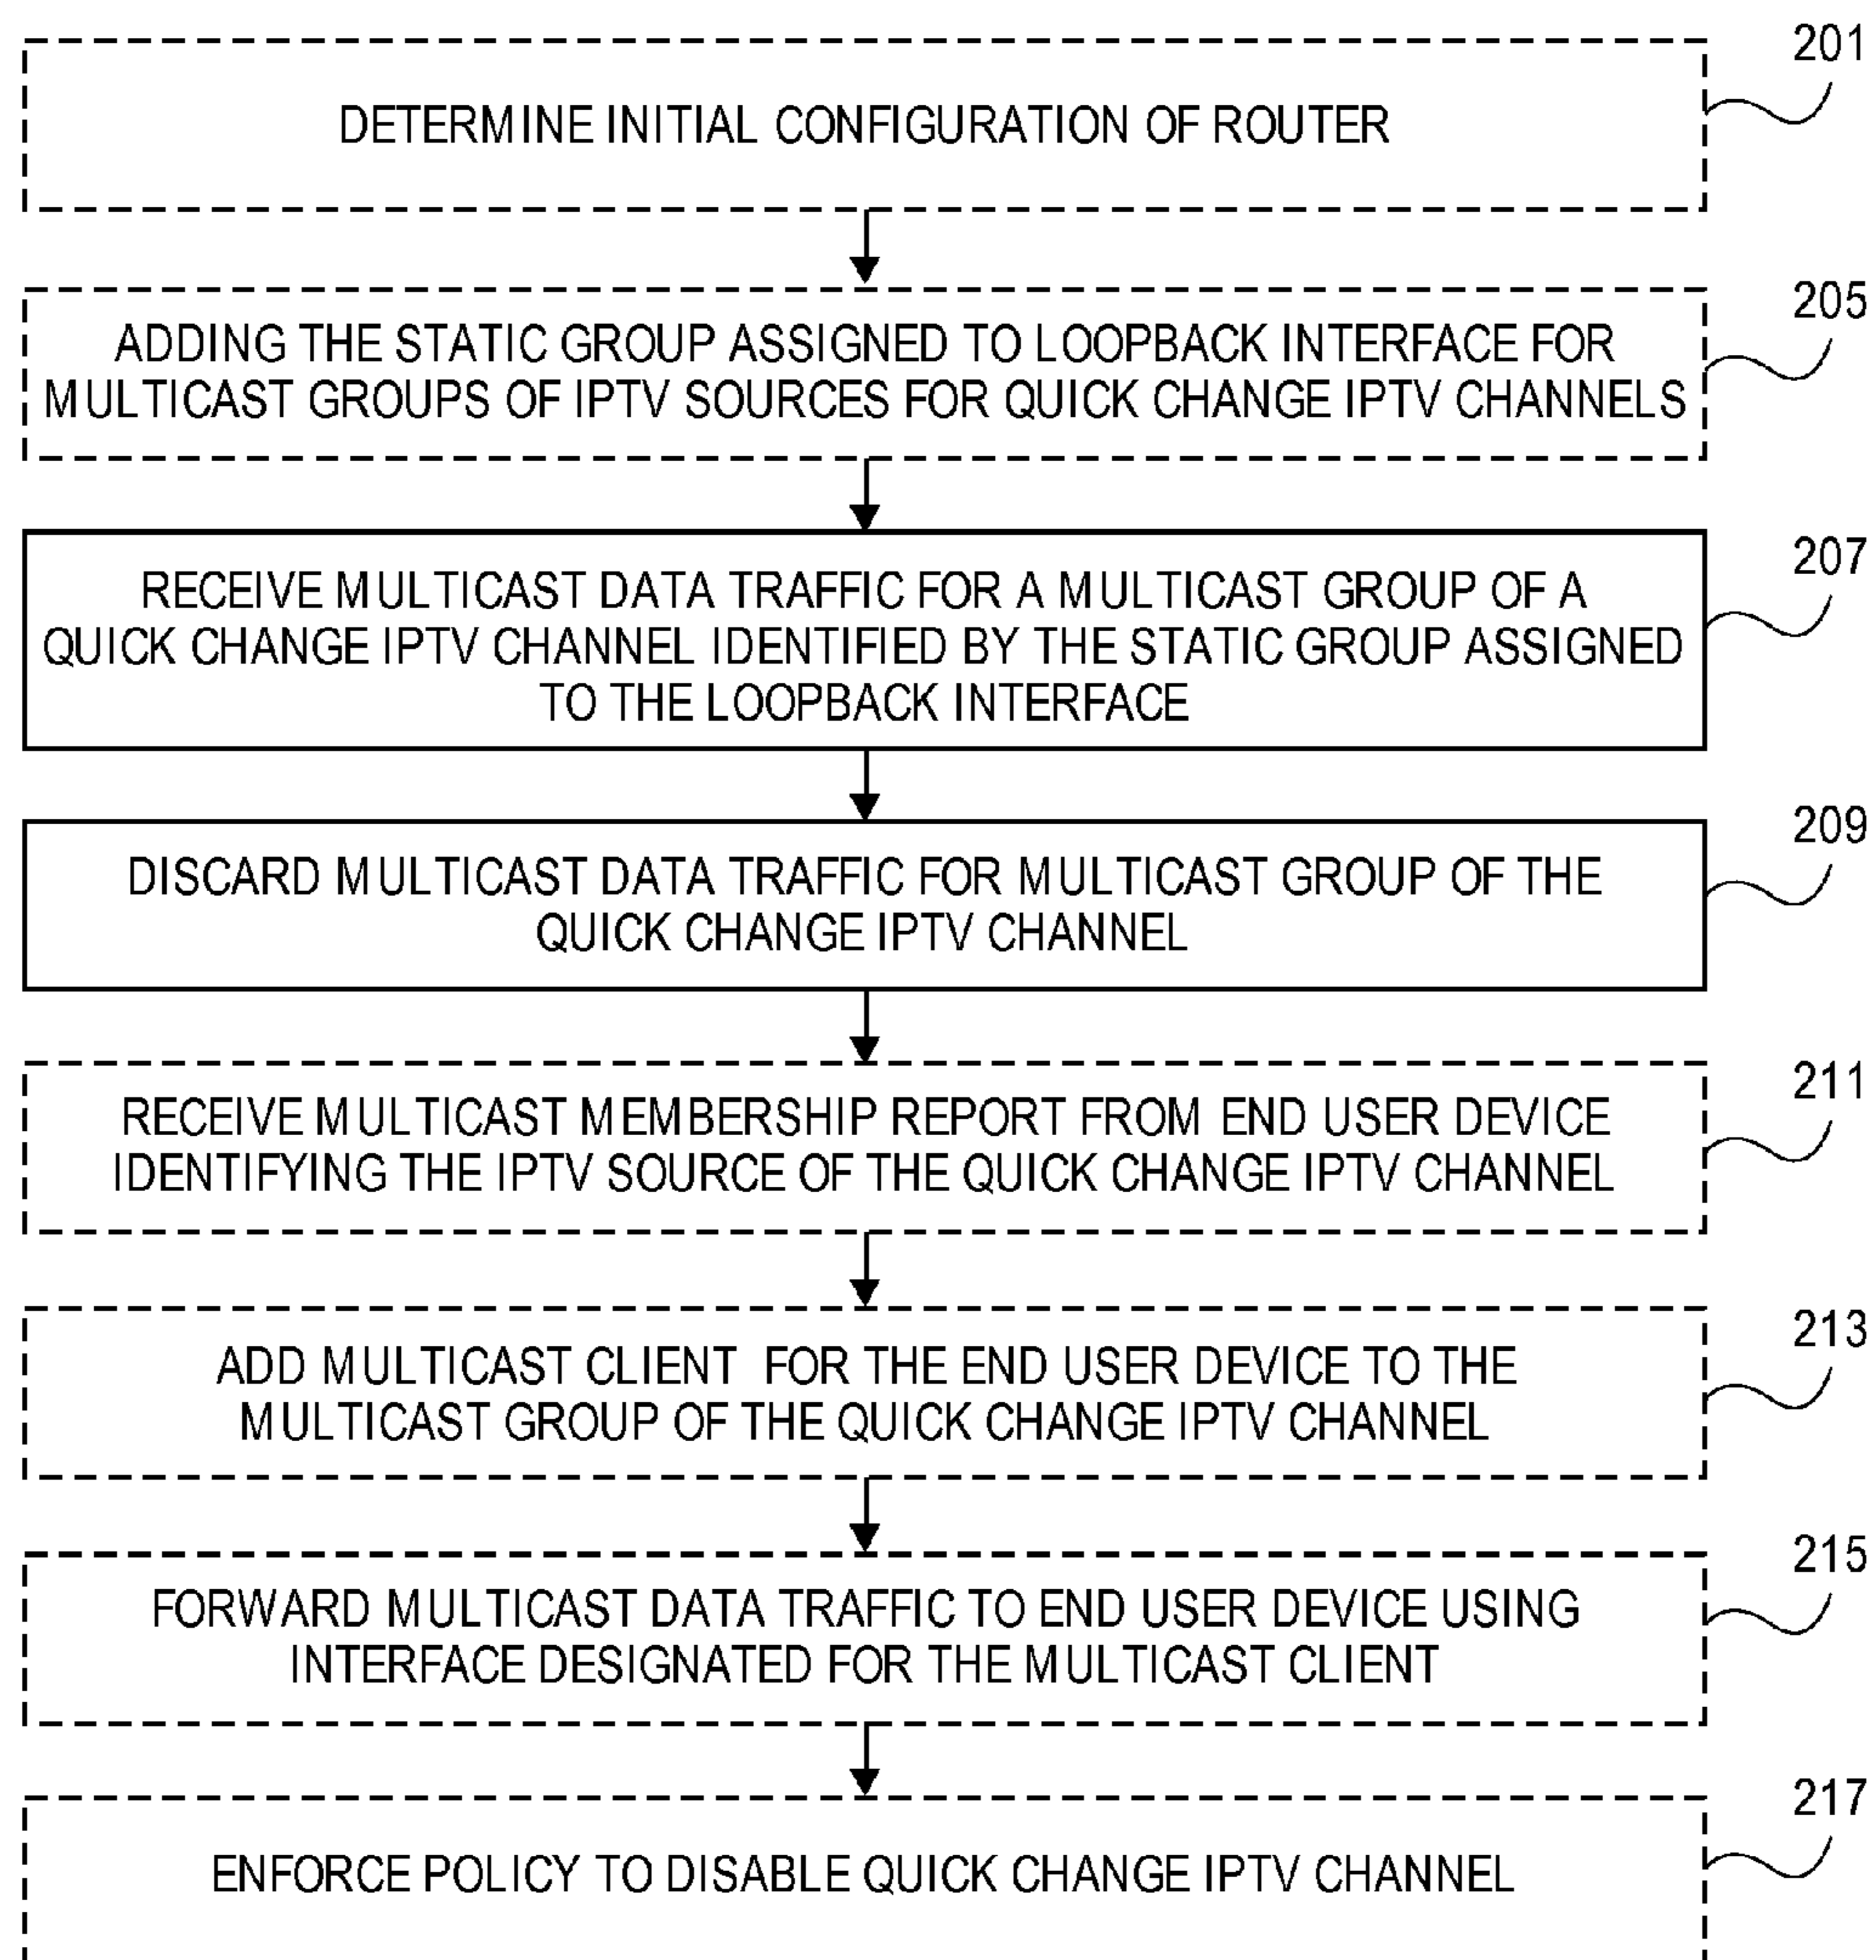 201
DETERMINE INITIAL CONFIGURATION OF ROUTER
205
ADDING THE STATIC GROUP ASSIGNED TO LOOPBACK INTERFACE FOR
MULTICAST GROUPS OF IPTV SOURCES FOR QUICK CHANGE IPTV CHANNELS
207
RECEIVE MULTICAST DATA TRAFFIC FOR A MULTICAST GROUP OF A
QUICK CHANGE IPTV CHANNEL IDENTIFIED BY THE STATIC GROUP ASSIGNED
TO THE LOOPBACK INTERFACE
209
DISCARD MULTICAST DATA TRAFFIC FOR MULTICAST GROUP OF THE
QUICK CHANGE IPTV CHANNEL
211
RECEIVE MULTICAST MEMBERSHIP REPORT FROM END USER DEVICE
IDENTIFYING THE IPTV SOURCE OF THE QUICK CHANGE IPTV CHANNEL
213
ADD MULTICAST CLIENT FOR THE END USER DEVICE TO THE
MULTICAST GROUP OF THE QUICK CHANGE IPTV CHANNEL
215
FORWARD MULTICAST DATA TRAFFIC TO END USER DEVICE USING
INTERFACE DESIGNATED FOR THE MULTICAST CLIENT
217
ENFORCE POLICY TO DISABLE QUICK CHANGE IPTV CHANNEL